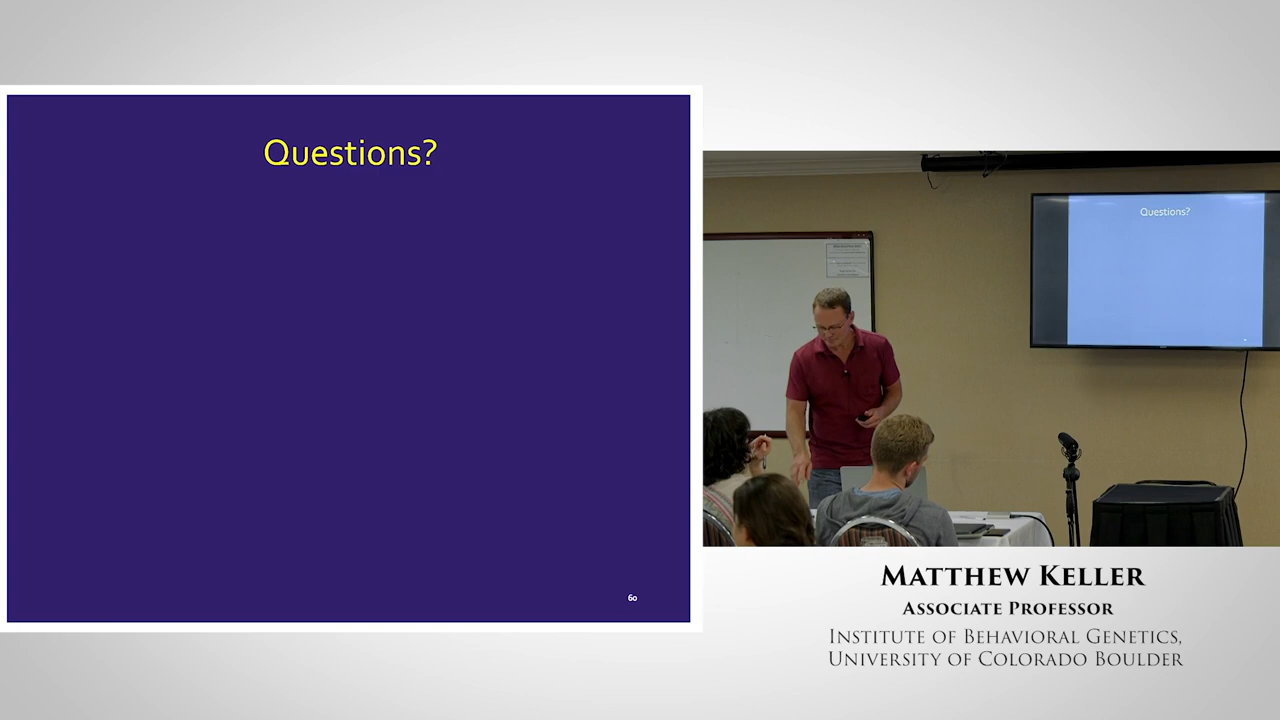 Questions?
60
Questions?
MATTHEW KELLER
ASSOCIATE PROFESSOR
INSTITUTE OF BEHAVIORAL GENETICS,
UNIVERSITY OF COLORADO BOULDER